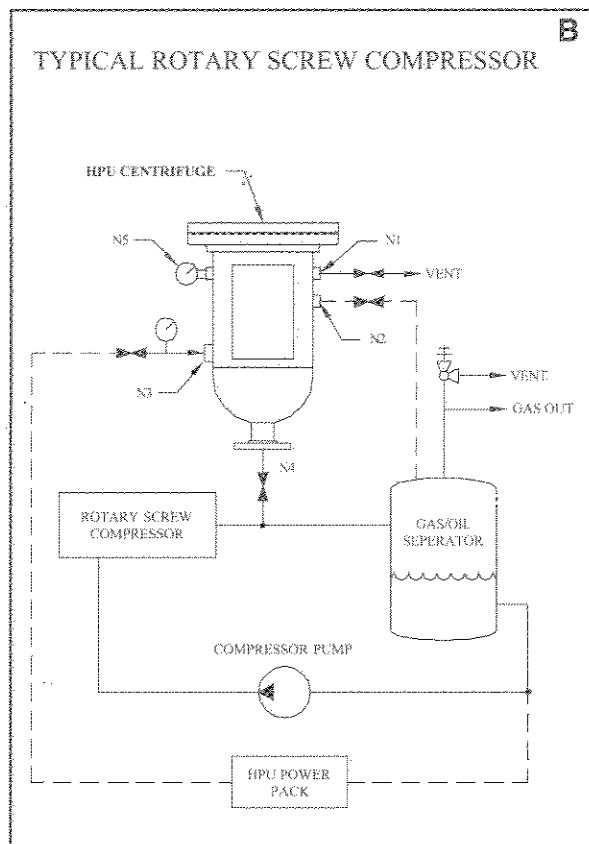 B
TYPICAL ROTARY SCREW COMPRESSOR
HPU CENTRIFUGE
N5
N1
VENT
N2
N3
VENT
GAS OUT
N4
ROTARY SCREW
COMPRESSOR
GAS/OIL
SEPERATOR
COMPRESSOR PUMP
HPU POWER
PACK